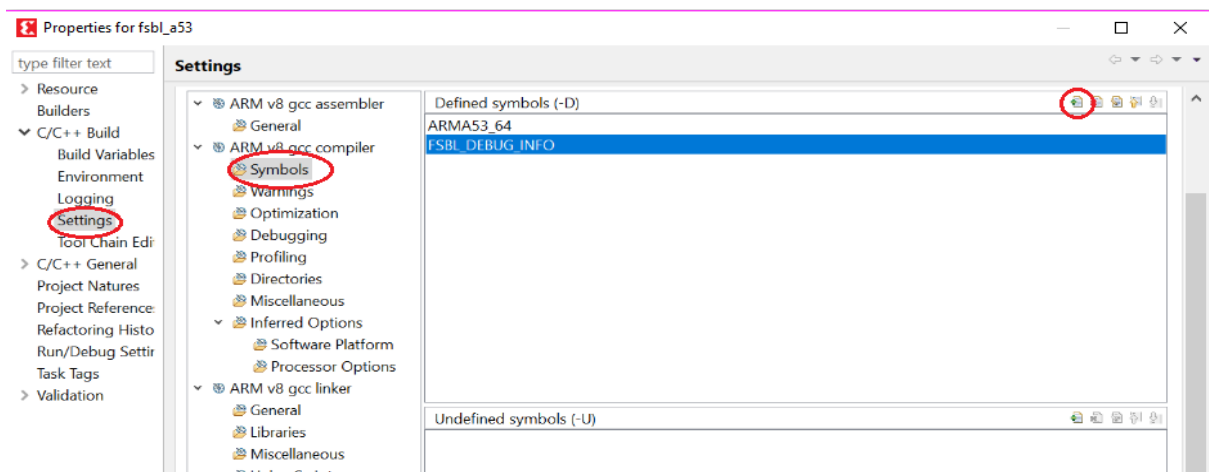 Properties for fsbl_a53
type filter text
Resource
Builders
C/C++ Build
Build Variables
Environment
Logging
Settings
Tool Chain Edi
C/C++ General
Project Natures
Project Reference
Refactoring Histo
Run/Debug Settin
Task Tags
Validation
Settings
ARM v8 gcc assembler
General
ARM v8 gcc compiler
Symbols
Warnings
Optimization
Debugging
Profiling
Directories
Miscellaneous
Inferred Options
Software Platform
Processor Options
ARM v8 gcc linker
General
Libraries
Miscellaneous
Defined symbols (-D)
ARMA53_64
FSBL_DEBUG_INFO
Undefined symbols (-U)